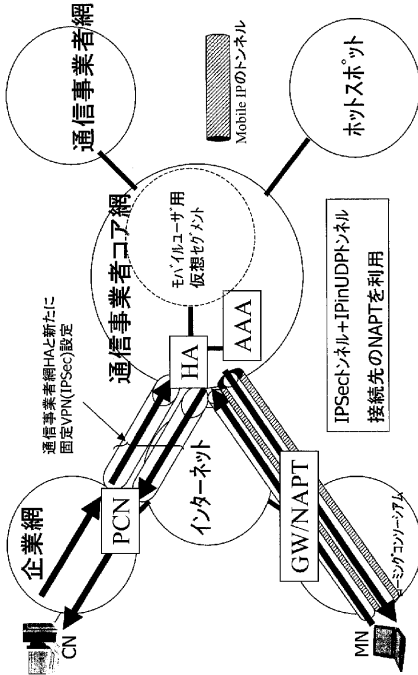 企業網
CN
PCN
通信事業者網HAと新たに
固定VPN(IPSec)設定
通信事業者コア網
通信事業者網
モバイルユーザ用
仮想セグメント
HA
AAA
インターネット
GW/NAPT
MN
ローミングコンソーシアム
IPSecトンネル+IPinUDPトンネル
接続先のNAPTを利用
Mobile IPのトンネル
ホットスポット